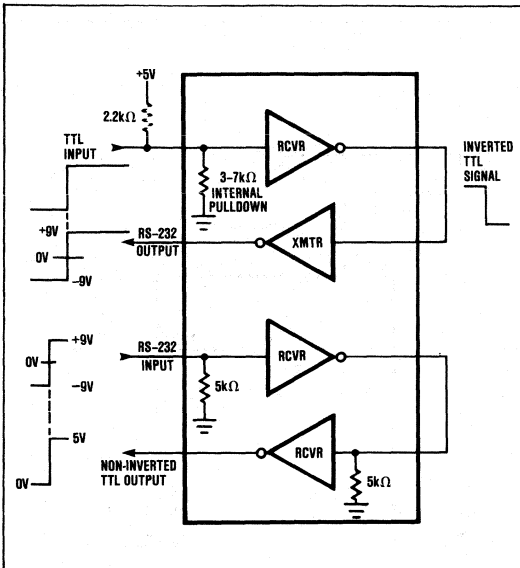 +5V
2.2kΩ
TTL
INPUT
RCVR
INVERTED
TTL
SIGNAL
3–7kΩ
INTERNAL
PULLDOWN
+9V
0V
−9V
RS-232
OUTPUT
XMTR
+9V
0V
−9V
RS-232
INPUT
RCVR
5kΩ
5V
0V
NON-INVERTED
TTL OUTPUT
RCVR
5kΩ